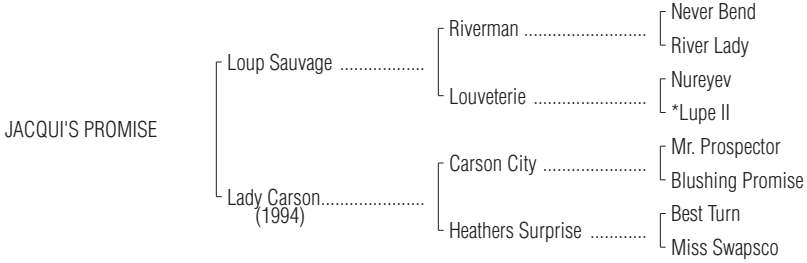 Never Bend
Riverman ........................
River Lady
Loup Sauvage .................
Nureyev
Louveterie ......................
*Lupe II
JACQUI'S PROMISE
Mr. Prospector
Carson City .....................
Blushing Promise
Lady Carson.....................
(1994)
Best Turn
Heathers Surprise ............
Miss Swapsco